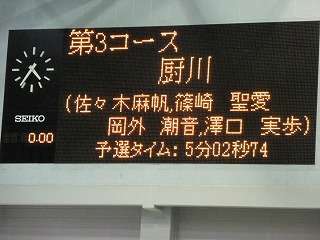 第3コース
厨川
(佐々木麻帆,篠崎 聖愛
岡外 潮音,澤口 実歩)
予選タイム:5分02秒74
SEIKO
0.00